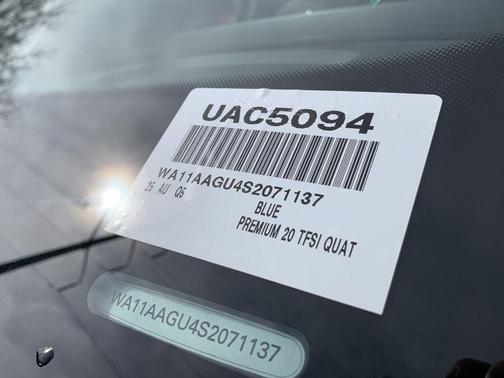 UAC5094
WA11AAGU4S2071137
25 AU Q5
BLUE
PREMIUM 20 TFSI QUAT
WA11AAGU4S2071137